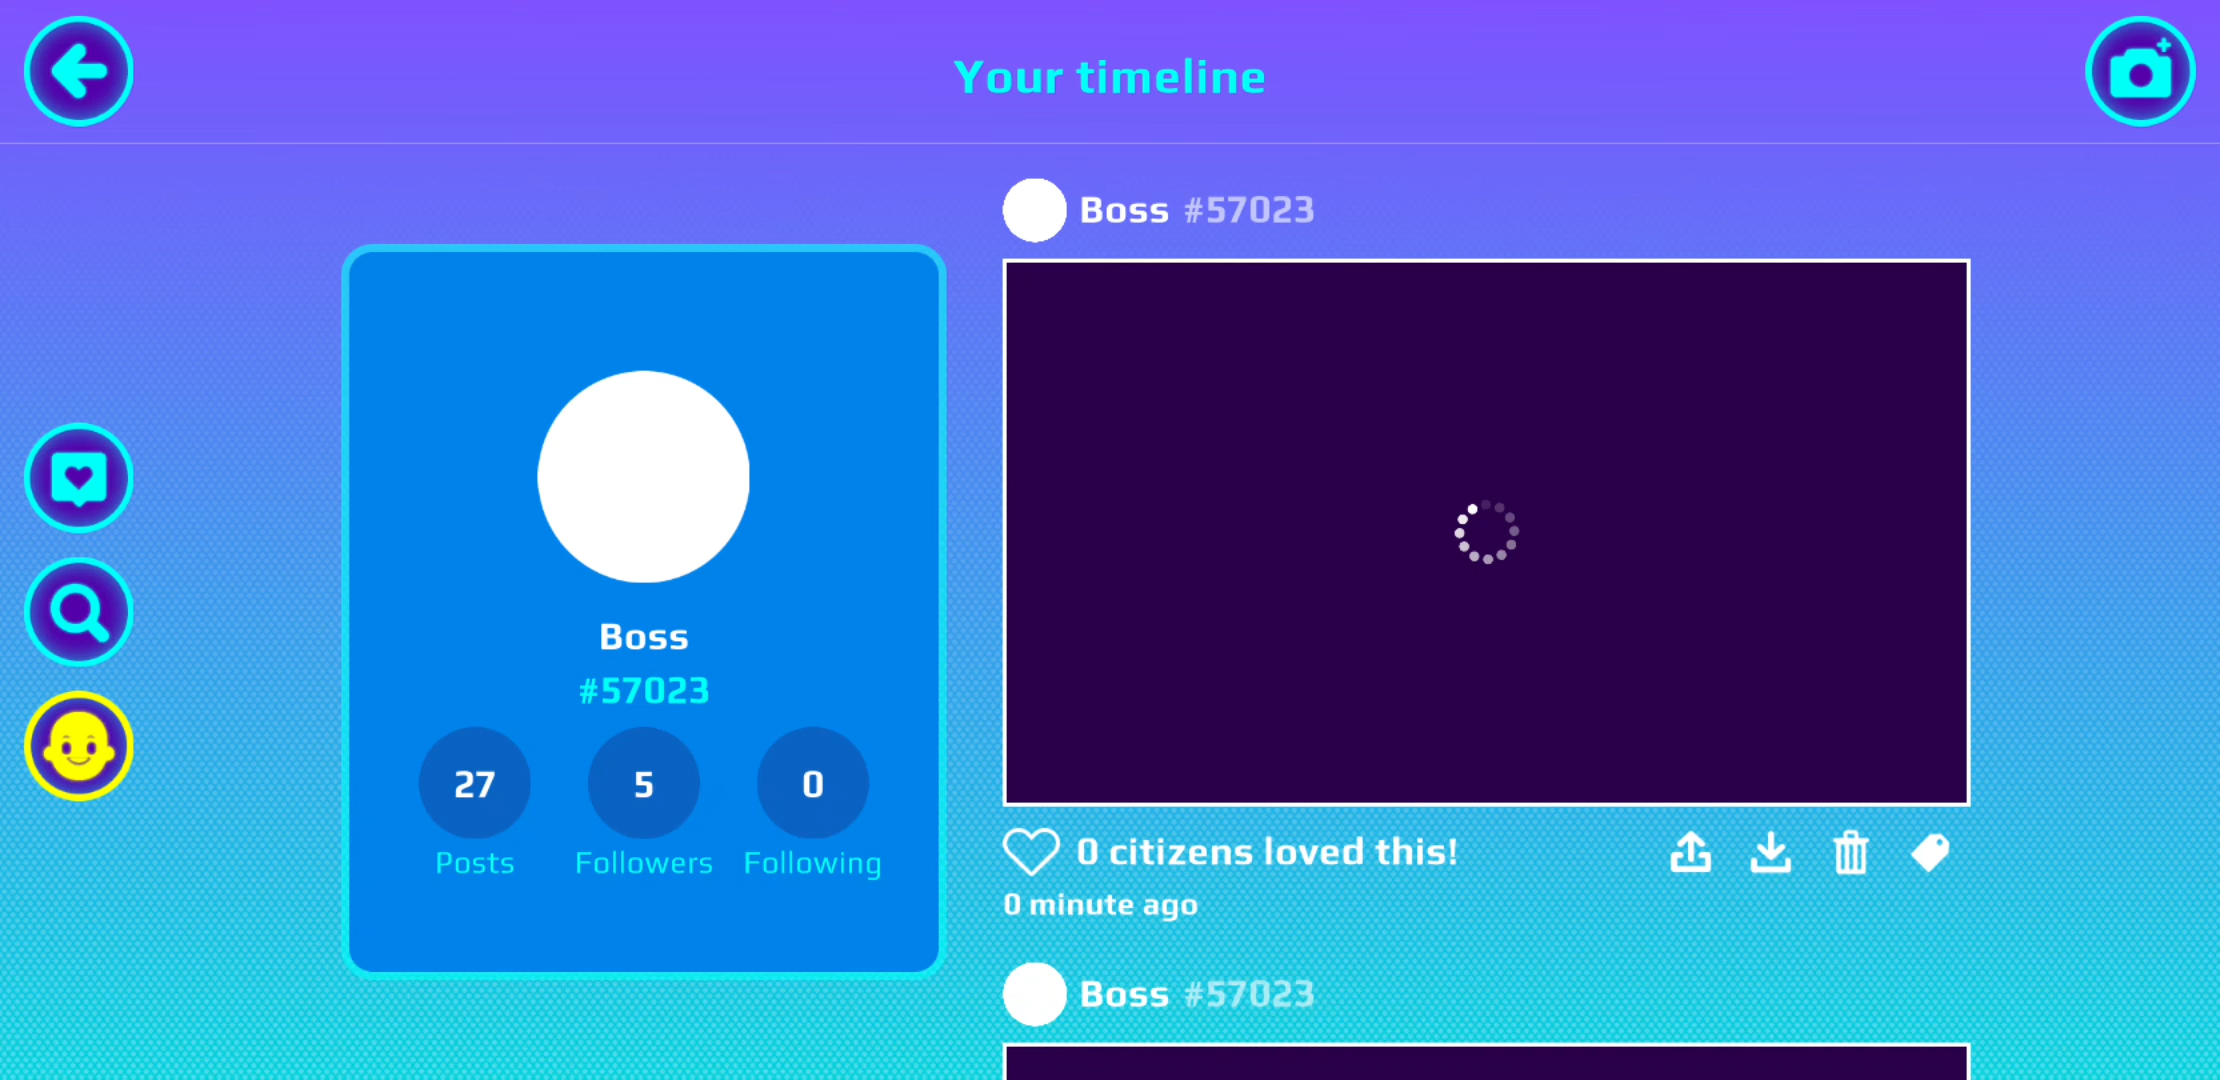 Your timeline
Boss #57023
Boss
#57023
27
5
0
Posts
Followers
Following
0 citizens loved this!
0 minute ago
Boss #57023